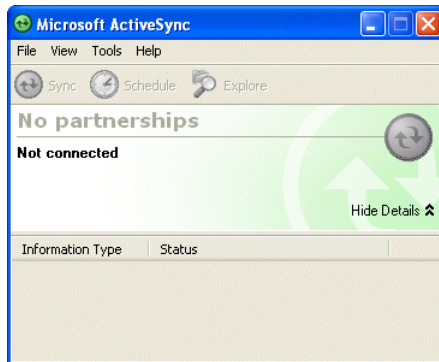 Microsoft ActiveSync
File View Tools Help
Sync Schedule Explore
No partnerships
Not connected
Hide Details
Information Type Status